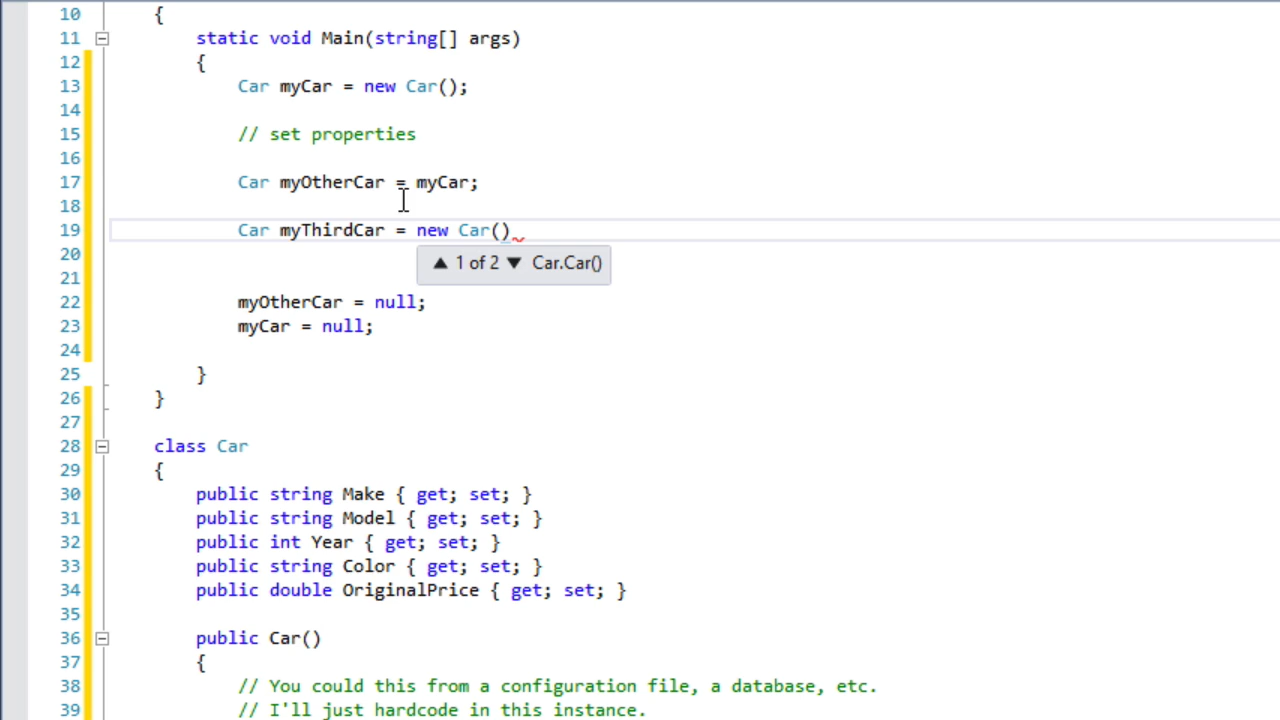 10 {
11 static void Main(string[] args)
12 {
13 Car myCar = new Car();
14
15 // set properties
16
17 Car myOtherCar = myCar;
18
19 Car myThirdCar = new Car()
20 ▲ 1 of 2 ▼ Car.Car()
21
22 myOtherCar = null;
23 myCar = null;
24
25 }
26 }
27
28 class Car
29 {
30 public string Make { get; set; }
31 public string Model { get; set; }
32 public int Year { get; set; }
33 public string Color { get; set; }
34 public double OriginalPrice { get; set; }
35
36 public Car()
37 {
38 // You could this from a configuration file, a database, etc.
39 // I'll just hardcode in this instance.